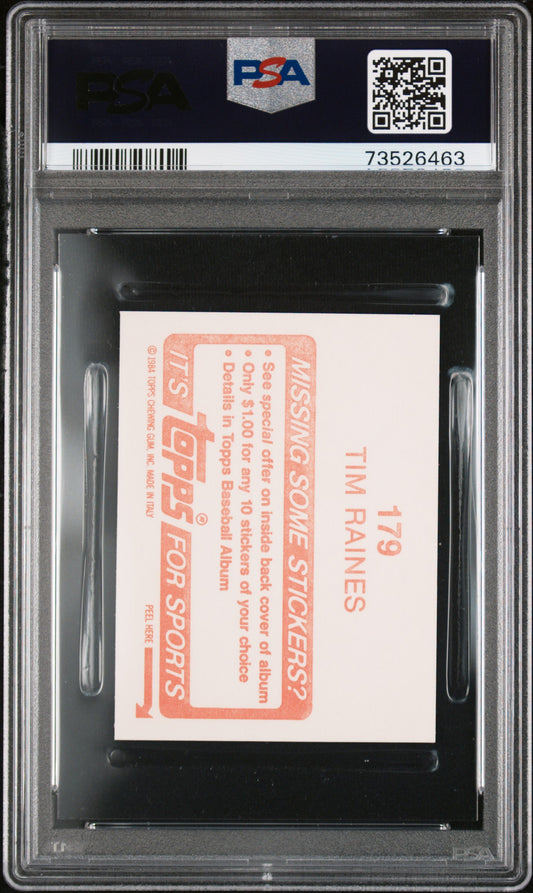 PSA
PSA
73526463
179
TIM RAINES
MISSING SOME STICKERS?
• See special offer on inside back cover of album
• Only $1.00 for any 10 stickers of your choice
• Details in Topps Baseball Album
IT'S Topps® FOR SPORTS
©1984 TOPPS CHEWING GUM, INC. MADE IN ITALY
PEEL HERE
PSA